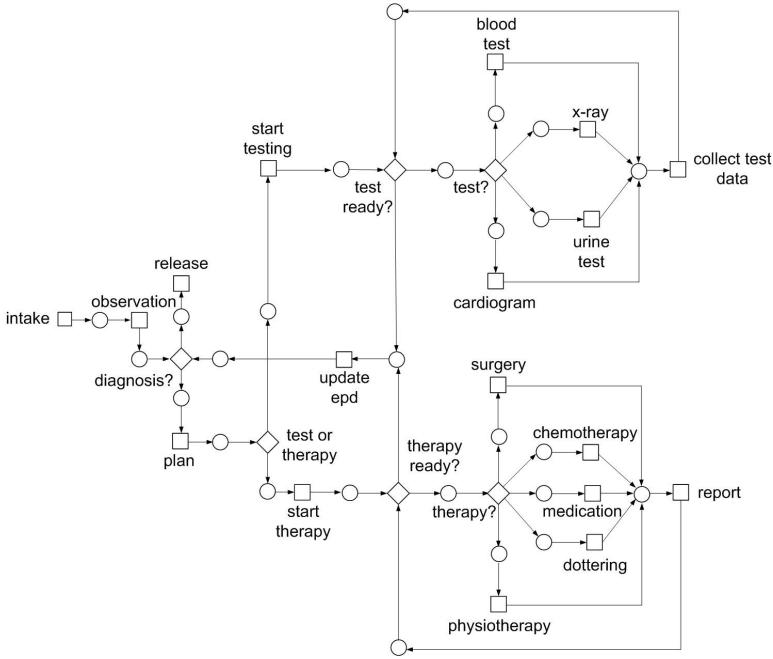 blood
test
x-ray
start
testing
collect test
data
test
ready?
test?
urine
test
release
cardiogram
observation
intake
surgery
update
epd
diagnosis?
chemotherapy
test or
therapy
therapy
ready?
plan
report
start
therapy
therapy?
medication
dottering
physiotherapy